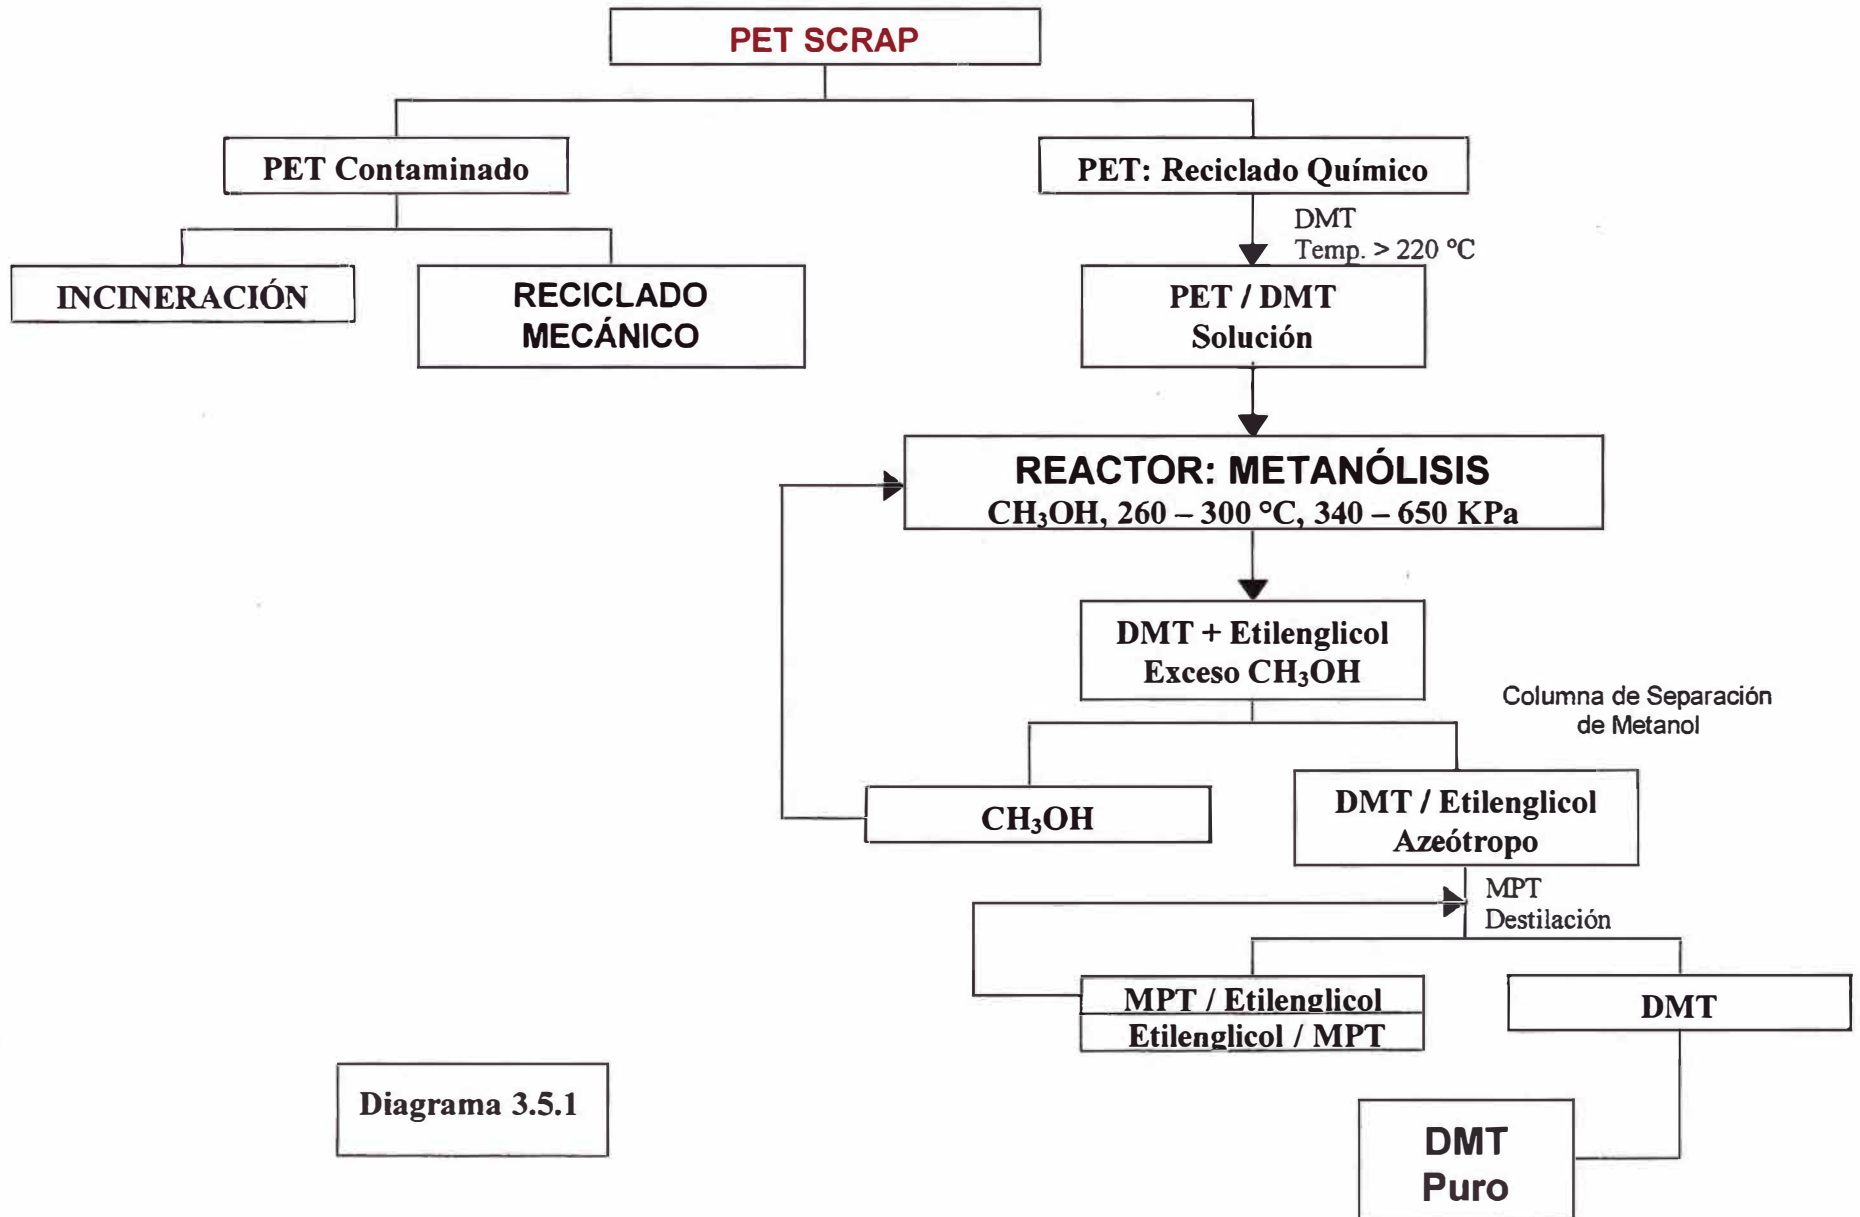 PET SCRAP
PET Contaminado
PET: Reciclado Químico
DMT
Temp. > 220 ºC
INCINERACIÓN
RECICLADO
MECÁNICO
PET / DMT
Solución
REACTOR: METANÓLISIS
CH₃OH, 260 – 300 °C, 340 – 650 KPa
DMT + Etilenglicol
Exceso CH₃OH
Columna de Separación
de Metanol
CH₃OH
DMT / Etilenglicol
Azeótropo
MPT
Destilación
MPT / Etilenglicol
Etilenglicol / MPT
DMT
Diagrama 3.5.1
DMT
Puro